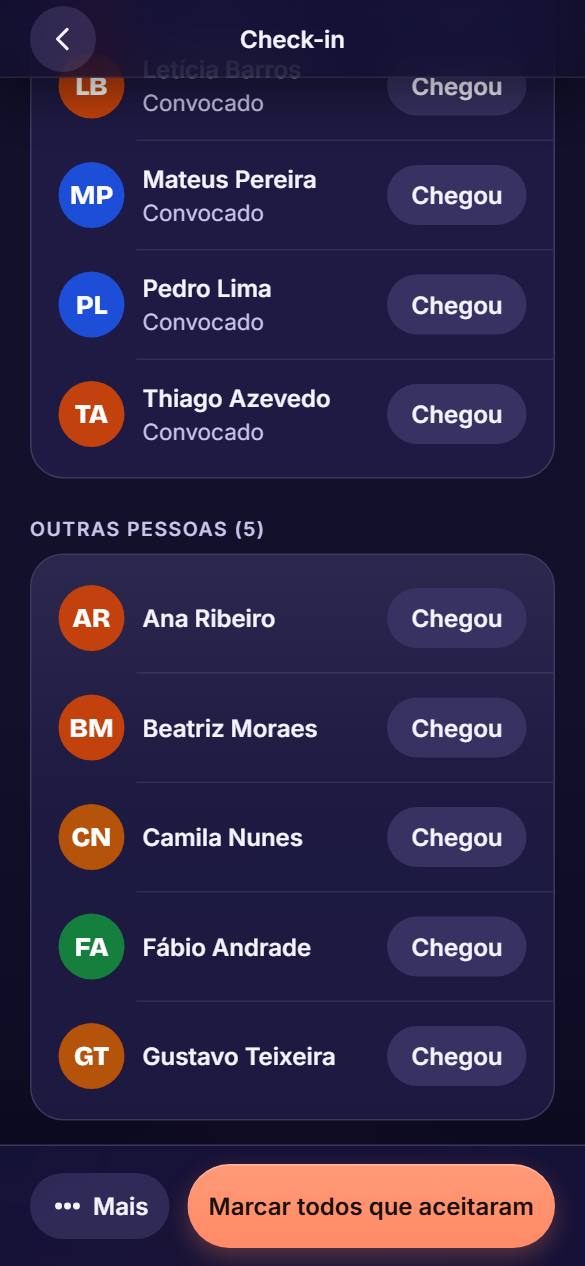 Check-in
Letícia Barros
LB
Convocado
Chegou
MP
Mateus Pereira
Convocado
Chegou
PL
Pedro Lima
Convocado
Chegou
TA
Thiago Azevedo
Convocado
Chegou
OUTRAS PESSOAS (5)
AR
Ana Ribeiro
Chegou
BM
Beatriz Moraes
Chegou
CN
Camila Nunes
Chegou
FA
Fábio Andrade
Chegou
GT
Gustavo Teixeira
Chegou
••• Mais
Marcar todos que aceitaram